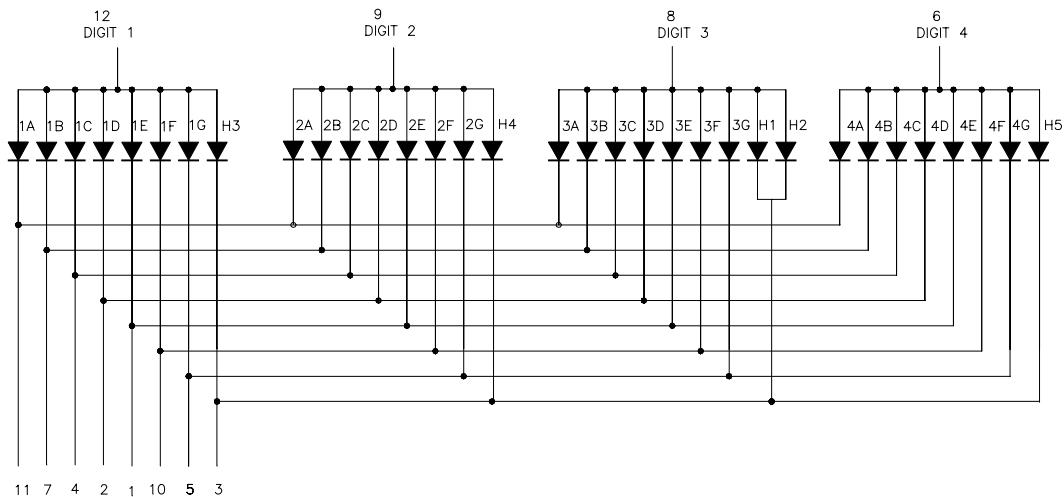 12
DIGIT 1
9
DIGIT 2
8
DIGIT 3
6
DIGIT 4
1A 1B 1C 1D 1E 1F 1G H3
2A 2B 2C 2D 2E 2F 2G H4
3A 3B 3C 3D 3E 3F 3G H1 H2
4A 4B 4C 4D 4E 4F 4G H5
11 7 4 2 1 10 5 3